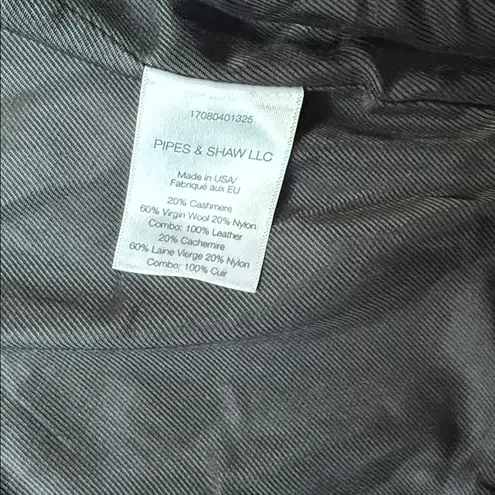 17080401325
PIPES & SHAW LLC
Made in USA/
Fabriqué aux EU
20% Cashmere
60% Virgin Wool 20% Nylon
Combo: 100% Leather
20% Cachemire
60% Laine Vierge 20% Nylon
Combo: 100% Cuir